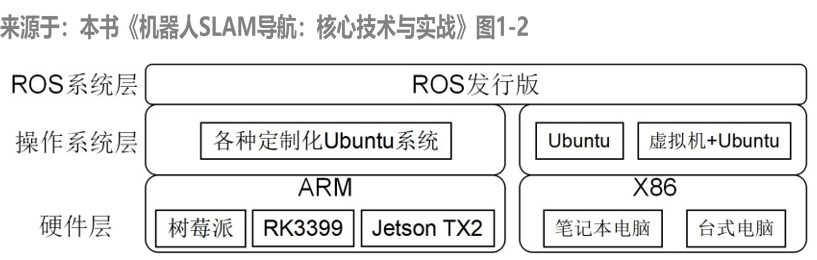 来源于：本书《机器人SLAM导航：核心技术与实战》图1-2
ROS系统层 ROS发行版
操作系统层 各种定制化Ubuntu系统 Ubuntu 虚拟机+Ubuntu
ARM X86
硬件层 树莓派 RK3399 Jetson TX2 笔记本电脑 台式电脑